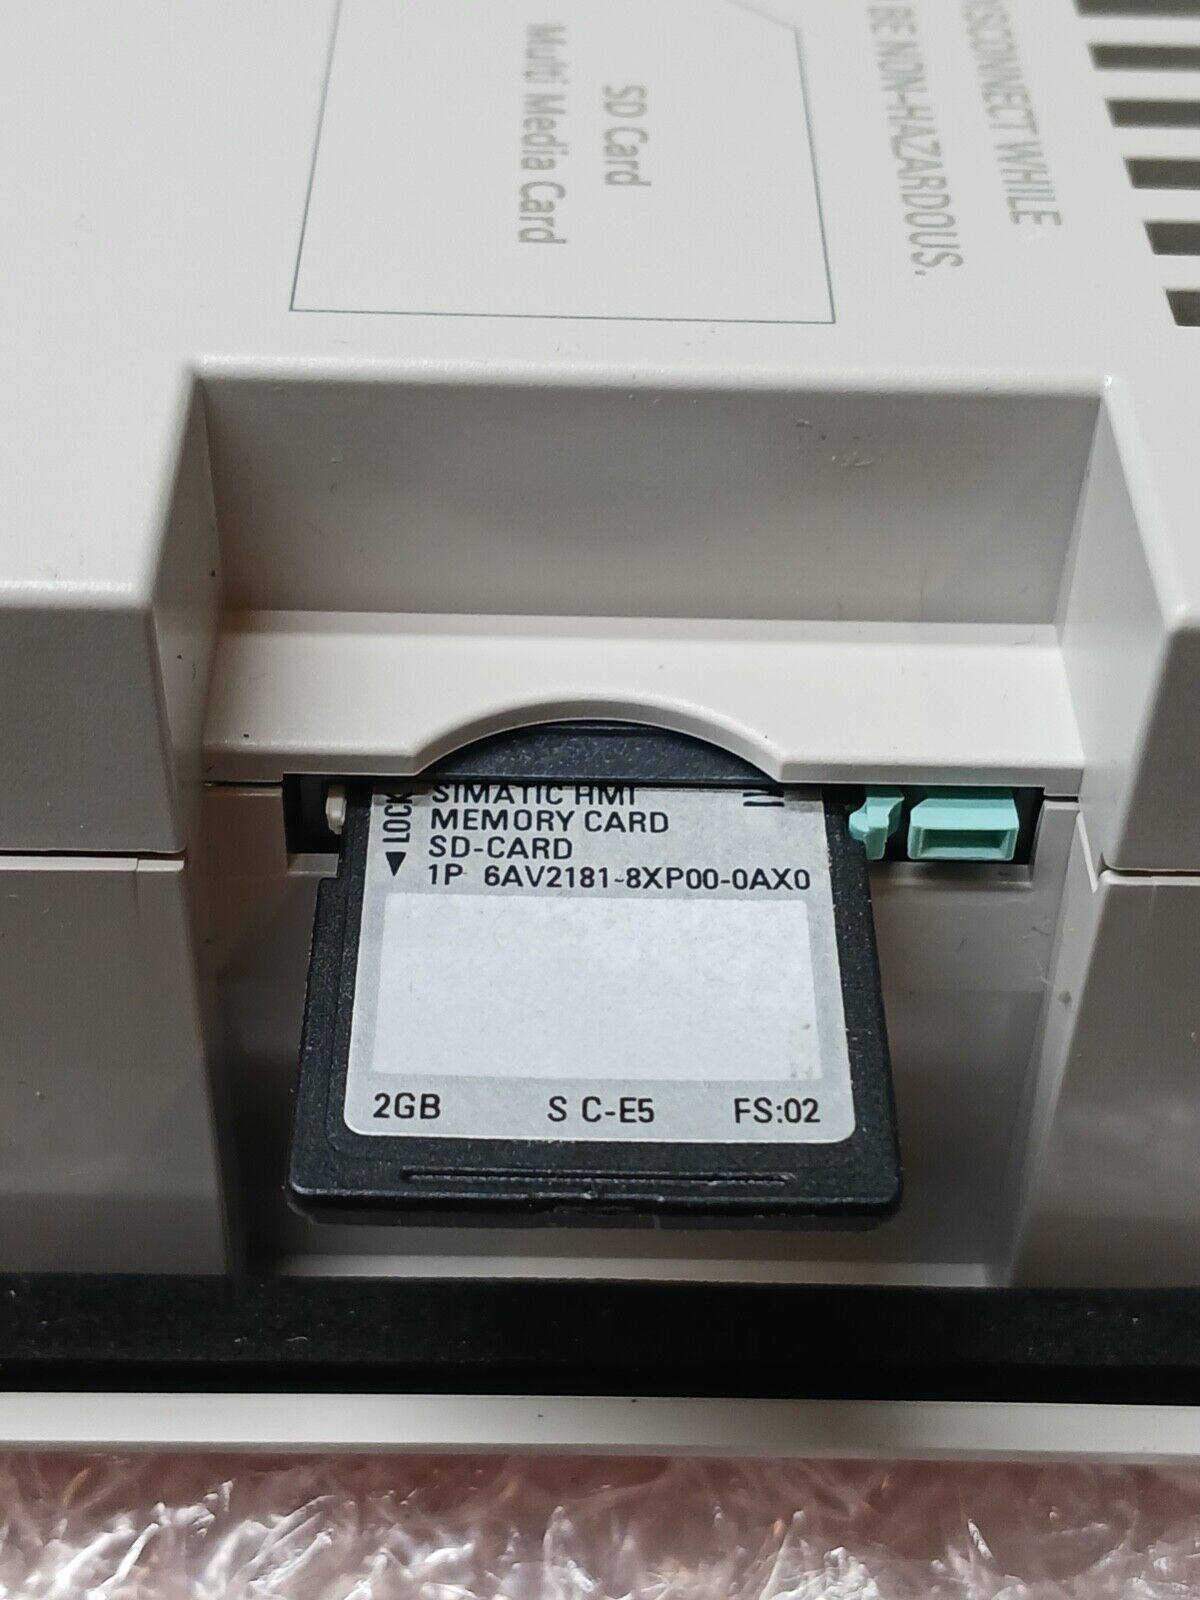 DISCONNECT WHILE
BE NON-HAZARDOUS.
SD Card
Multi Media Card
LOCK
SIMATIC HMI
MEMORY CARD
SD-CARD
1P 6AV2181-8XP00-0AX0
2GB S C-E5 FS:02